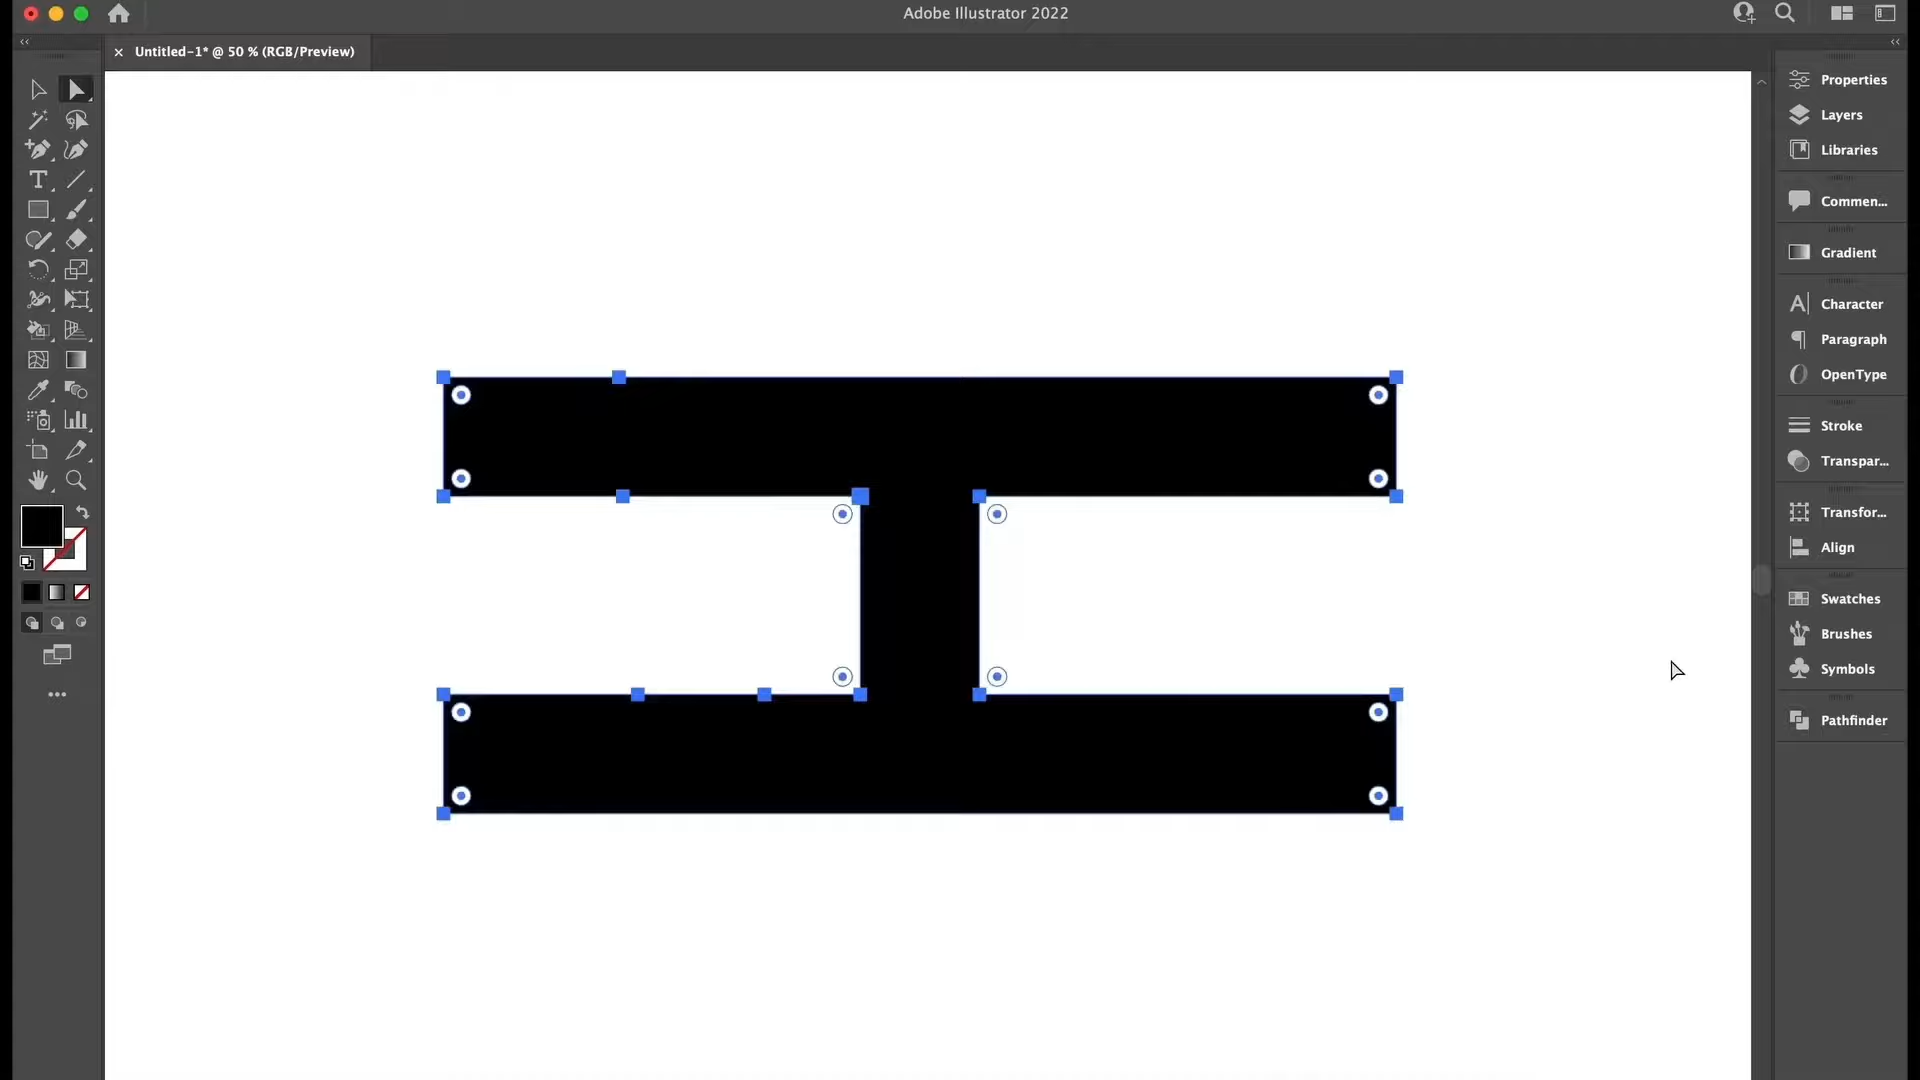 Adobe Illustrator 2022
Untitled-1* @ 50 % (RGB/Preview)
Properties
Layers
Libraries
Commen...
Gradient
Character
Paragraph
OpenType
Stroke
Transpar...
Transfor...
Align
Swatches
Brushes
Symbols
Pathfinder